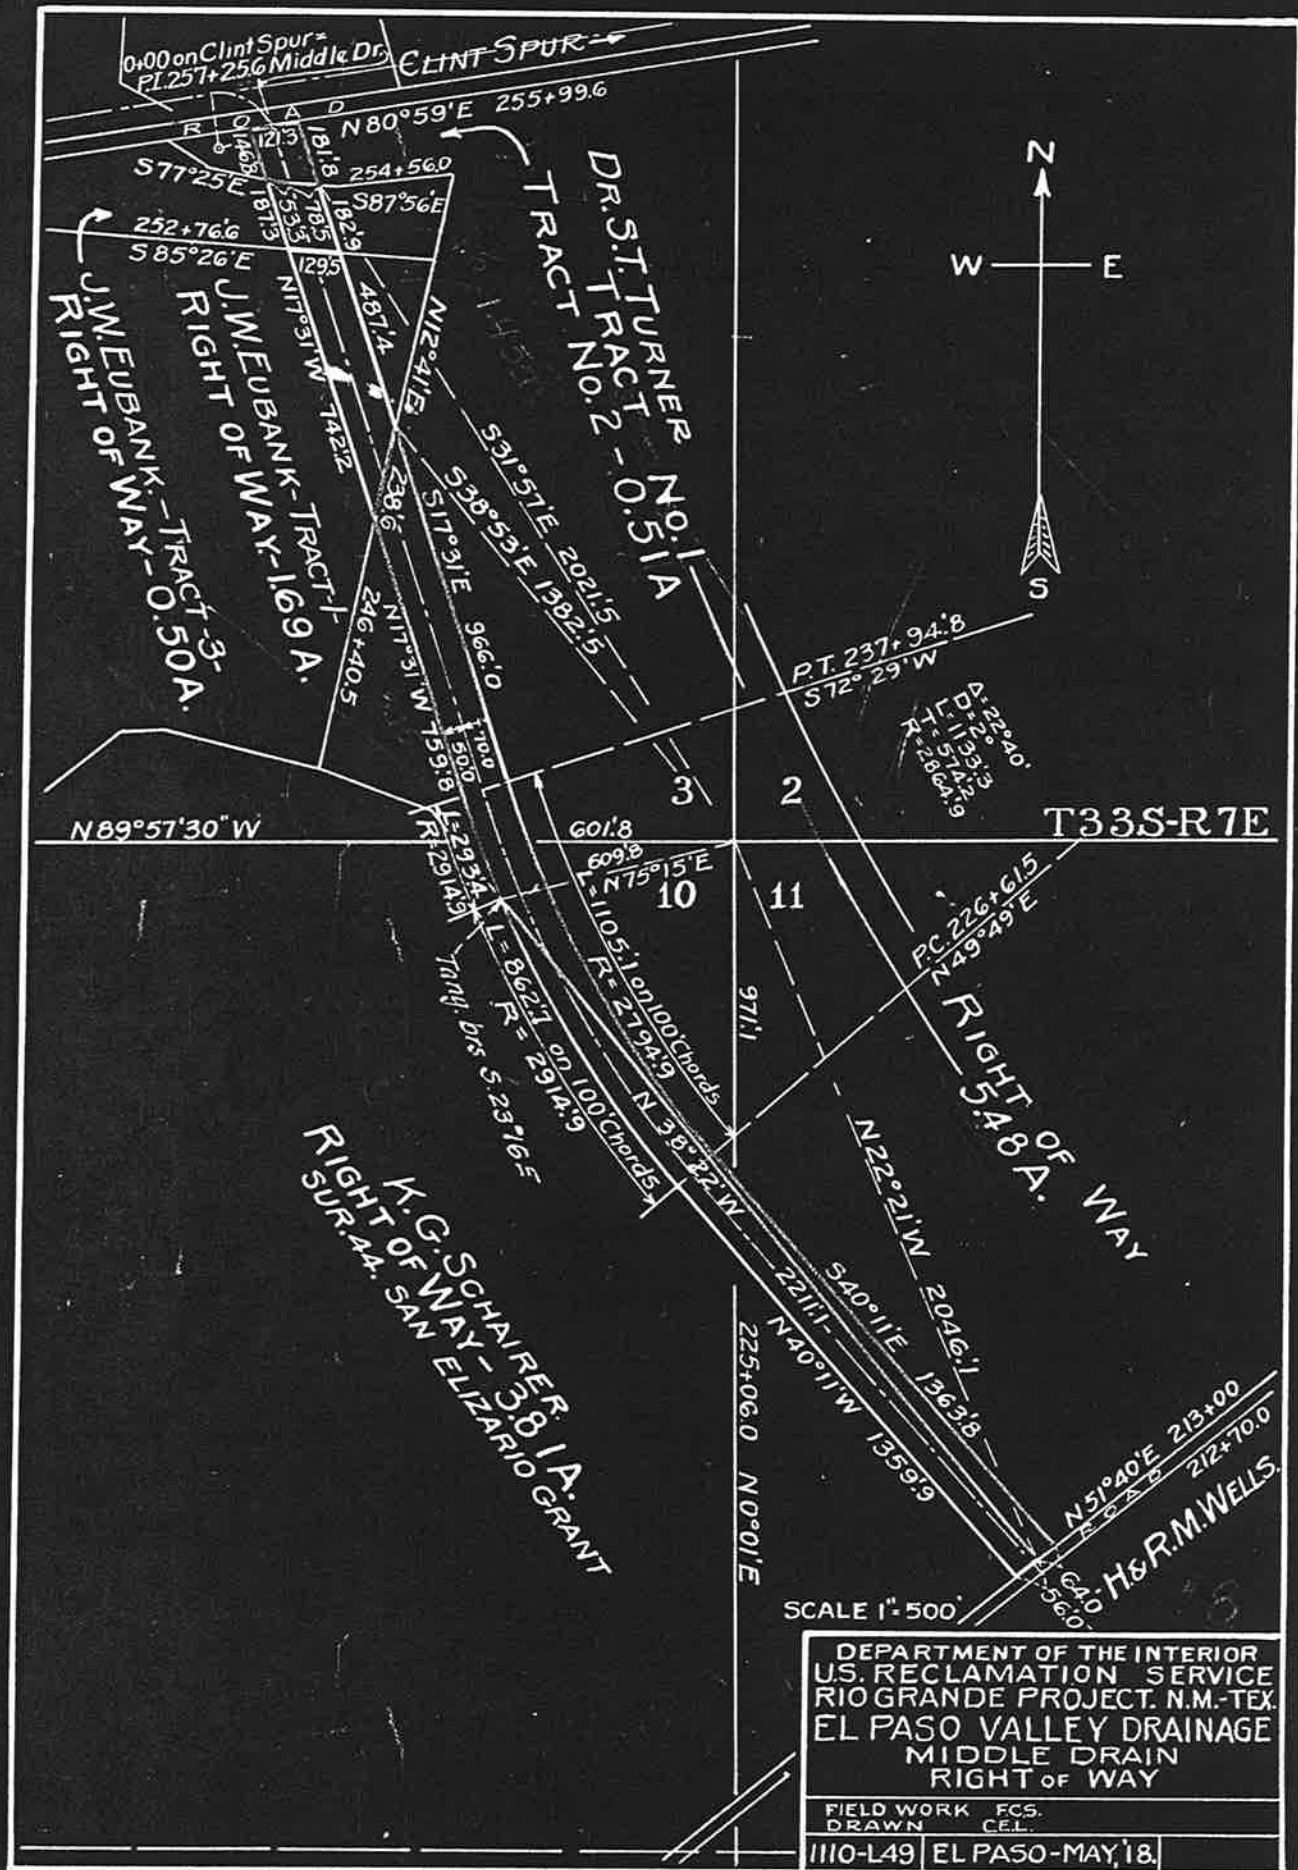 0+00 on Clint Spur=
P.I. 257+25.6 Middle Dr.
CLINT SPUR
R O A D
N80°59'E 255+99.6
121.3
146.8
181.8
S77°25'E
254+56.0
S87°56'E
187.3
253.3
278.5
182.9
252+76.6
S85°26'E
129.5
N17°31'W 742.2
487.4
N12°41'E
J.W.EUBANK.-TRACT-3-
RIGHT OF WAY-0.50A.
J.W.EUBANK-TRACT-1-
RIGHT OF WAY-1.69A.
DR.S.T.TURNER NO.1
TRACT NO.2-0.51A
TRACT
N
W E
S
S31°57'E 2021.5
S38°53'E 1382.5
238.6
S17°31'E 966.0
246+40.5
N17°31'W 759.8
50.0 70.0
P.T. 237+94.8
S72°29'W
Δ=22°40'
D=2°
L=1133.3
T=574.2
R=2864.9
3 2
N89°57'30"W
T33S-R7E
601.8
609.8
N75°15'E
10 11
L=293.4
R=2914.9
L=1105.1 on 100' Chords
R=2794.9
971.1
P.C. 226+61.5
N49°49'E
RIGHT OF WAY
5.48A.
L=862.7 on 100' Chords
R=2914.9
Tang. brs S.23°16'E
N38°22'W
2211.1
N22°21'W 2046.1
S40°11'E 1363.8
N40°11'W 1359.9
K.G.SCHAIRER.
RIGHT OF WAY-3.81A.
SUR.44. SAN ELIZARIO GRANT
225+06.0 N0°01'E
N51°40'E 213+00
ROAD 212+70.0
H.&R.M.WELLS.
64.0
56.0
SCALE 1"=500'
DEPARTMENT OF THE INTERIOR
U.S. RECLAMATION SERVICE
RIO GRANDE PROJECT. N.M.-TEX.
EL PASO VALLEY DRAINAGE
MIDDLE DRAIN
RIGHT OF WAY
FIELD WORK F.C.S.
DRAWN C.E.L.
1110-L49 EL PASO-MAY,'18.